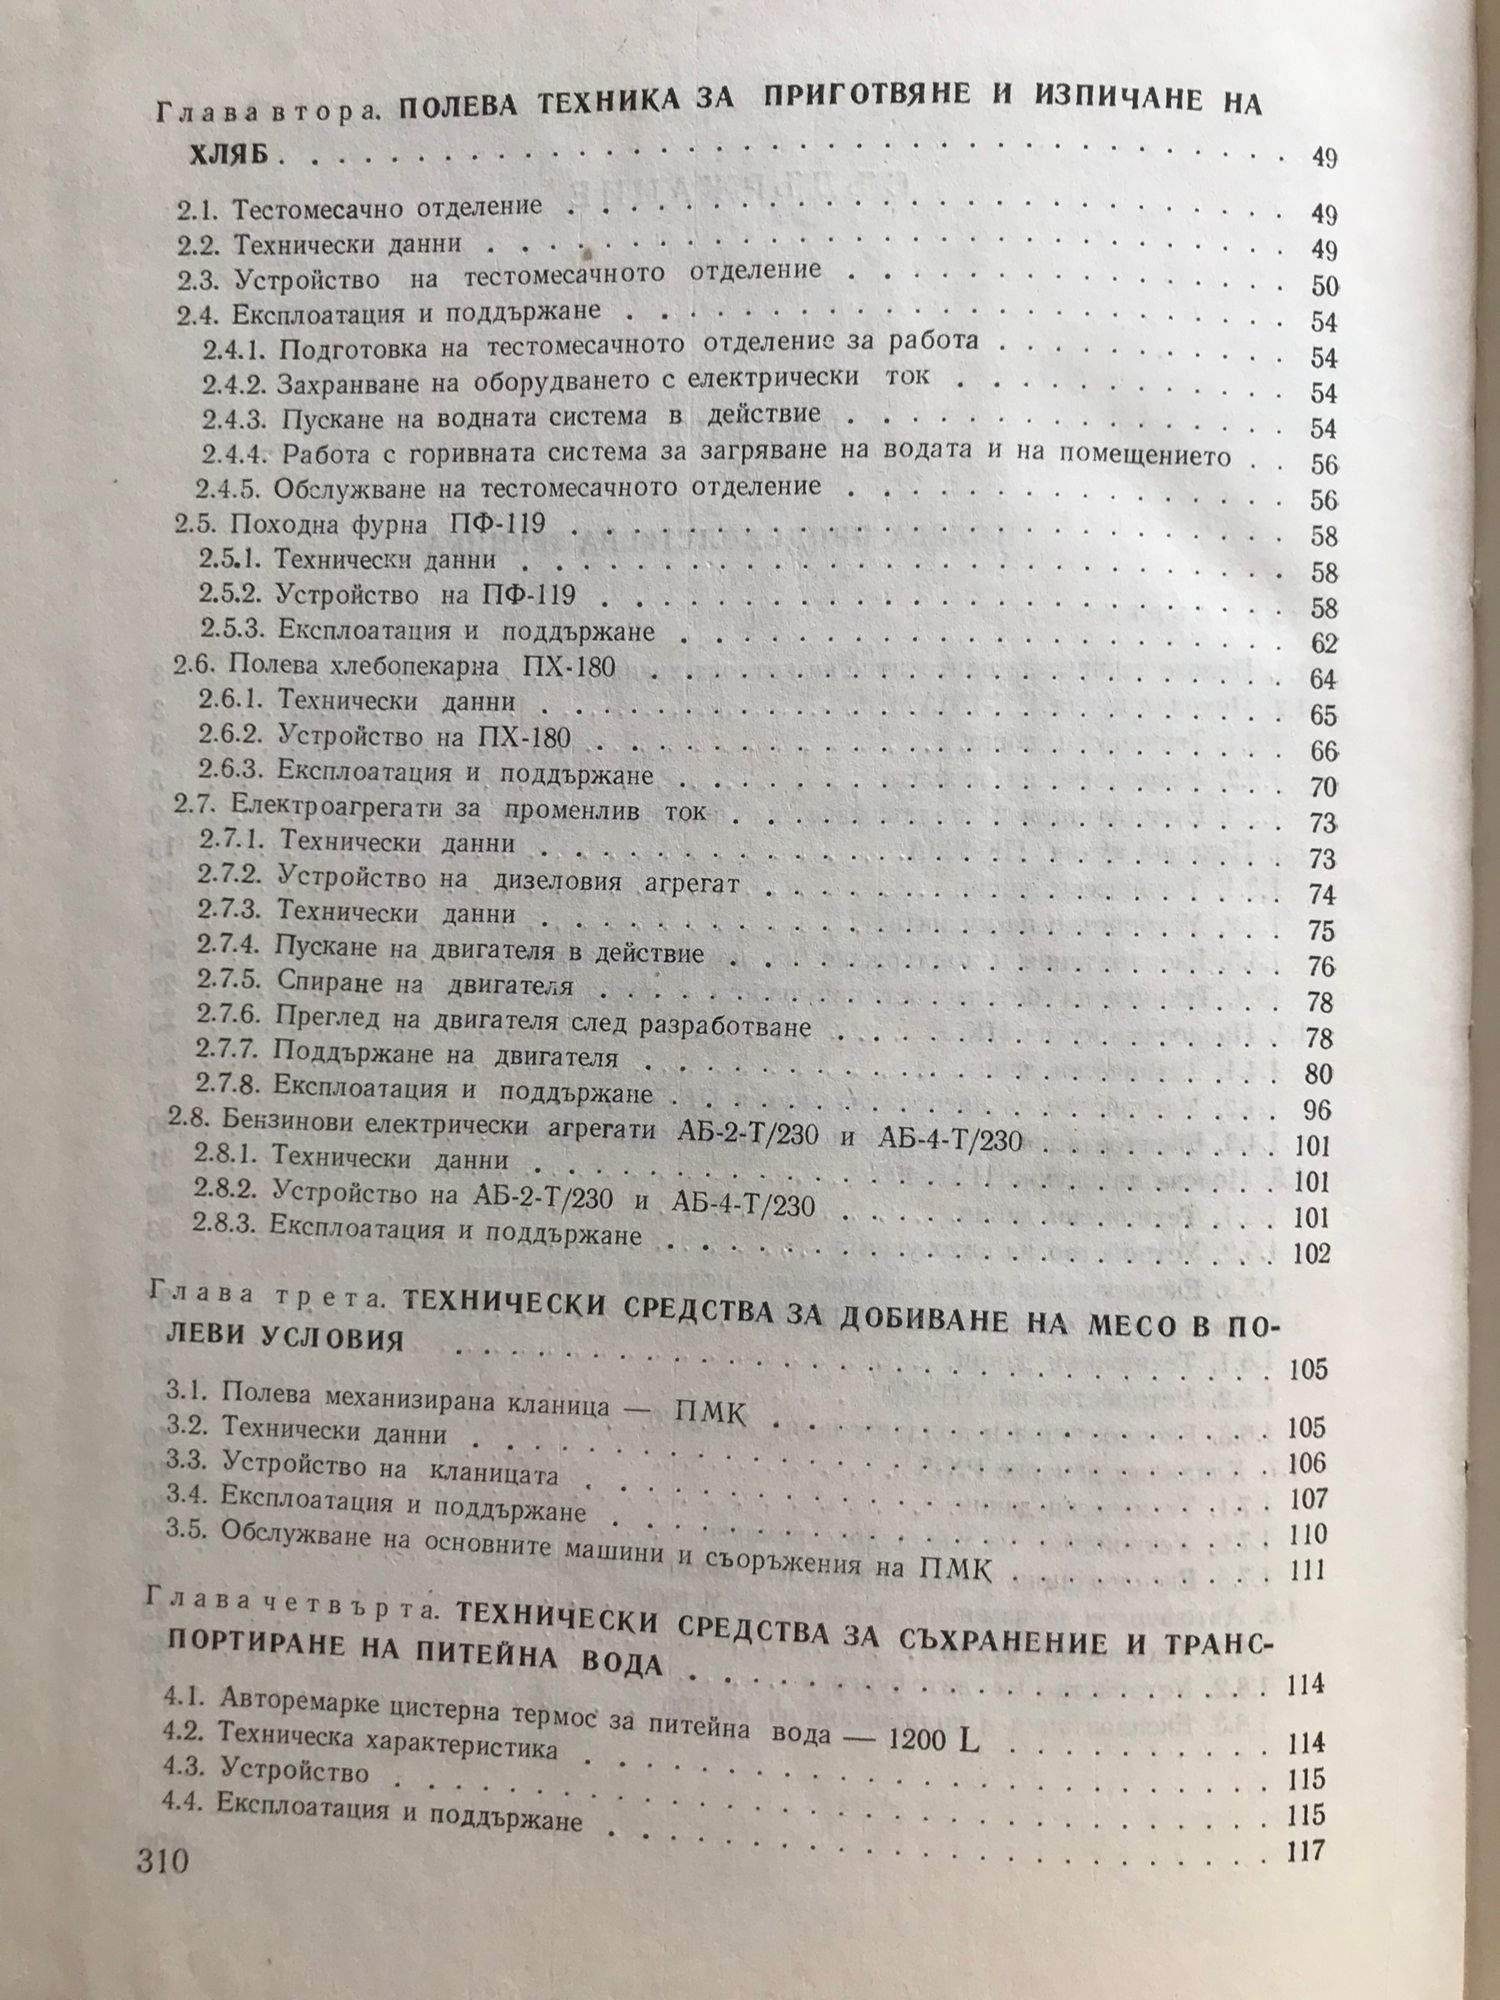 Глава втора. ПОЛЕВА ТЕХНИКА ЗА ПРИГОТВЯНЕ И ИЗПИЧАНЕ НА
ХЛЯБ . . . . . . . . . . 49
2.1. Тестомесачно отделение . . . . . . . . . . 49
2.2. Технически данни . . . . . . . . . . 49
2.3. Устройство на тестомесачното отделение . . . . . . . . . . 50
2.4. Експлоатация и поддържане . . . . . . . . . . 54
2.4.1. Подготовка на тестомесачното отделение за работа . . . . . . . . . . 54
2.4.2. Захранване на оборудването с електрически ток . . . . . . . . . . 54
2.4.3. Пускане на водната система в действие . . . . . . . . . . 54
2.4.4. Работа с горивната система за загряване на водата и на помещението . . 56
2.4.5. Обслужване на тестомесачното отделение . . . . . . . . . . 56
2.5. Походна фурна ПФ-119 . . . . . . . . . . 58
2.5.1. Технически данни . . . . . . . . . . 58
2.5.2. Устройство на ПФ-119 . . . . . . . . . . 58
2.5.3. Експлоатация и поддържане . . . . . . . . . . 62
2.6. Полева хлебопекарна ПХ-180 . . . . . . . . . . 64
2.6.1. Технически данни . . . . . . . . . . 65
2.6.2. Устройство на ПХ-180 . . . . . . . . . . 66
2.6.3. Експлоатация и поддържане . . . . . . . . . . 70
2.7. Електроагрегати за променлив ток . . . . . . . . . . 73
2.7.1. Технически данни . . . . . . . . . . 73
2.7.2. Устройство на дизеловия агрегат . . . . . . . . . . 74
2.7.3. Технически данни . . . . . . . . . . 75
2.7.4. Пускане на двигателя в действие . . . . . . . . . . 76
2.7.5. Спиране на двигателя . . . . . . . . . . 78
2.7.6. Преглед на двигателя след разработване . . . . . . . . . . 78
2.7.7. Поддържане на двигателя . . . . . . . . . . 80
2.7.8. Експлоатация и поддържане . . . . . . . . . . 96
2.8. Бензинови електрически агрегати АБ-2-Т/230 и АБ-4-Т/230 . . . . . . . . . . 101
2.8.1. Технически данни . . . . . . . . . . 101
2.8.2. Устройство на АБ-2-Т/230 и АБ-4-Т/230 . . . . . . . . . . 101
2.8.3. Експлоатация и поддържане . . . . . . . . . . 102
Глава трета. ТЕХНИЧЕСКИ СРЕДСТВА ЗА ДОБИВАНЕ НА МЕСО В ПО-
ЛЕВИ УСЛОВИЯ . . . . . . . . . . 105
3.1. Полева механизирана кланица — ПМК . . . . . . . . . . 105
3.2. Технически данни . . . . . . . . . . 106
3.3. Устройство на кланицата . . . . . . . . . . 107
3.4. Експлоатация и поддържане . . . . . . . . . . 110
3.5. Обслужване на основните машини и съоръжения на ПМК . . . . . . . . . . 111
Глава четвърта. ТЕХНИЧЕСКИ СРЕДСТВА ЗА СЪХРАНЕНИЕ И ТРАНС-
ПОРТИРАНЕ НА ПИТЕЙНА ВОДА . . . . . . . . . . 114
4.1. Авторемарке цистерна термос за питейна вода — 1200 L . . . . . . . . . . 114
4.2. Техническа характеристика . . . . . . . . . . 115
4.3. Устройство . . . . . . . . . . 115
4.4. Експлоатация и поддържане . . . . . . . . . . 117
310